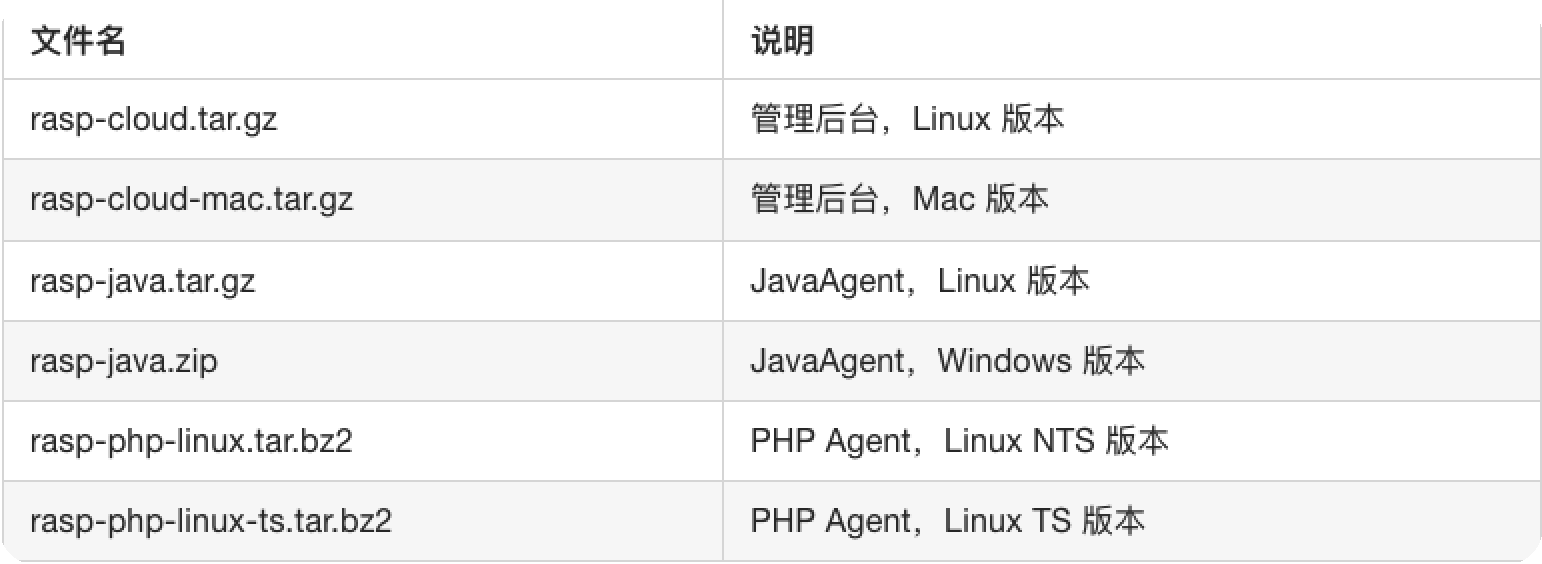 文件名 说明
rasp-cloud.tar.gz 管理后台，Linux 版本
rasp-cloud-mac.tar.gz 管理后台，Mac 版本
rasp-java.tar.gz JavaAgent，Linux 版本
rasp-java.zip JavaAgent，Windows 版本
rasp-php-linux.tar.bz2 PHP Agent，Linux NTS 版本
rasp-php-linux-ts.tar.bz2 PHP Agent，Linux TS 版本